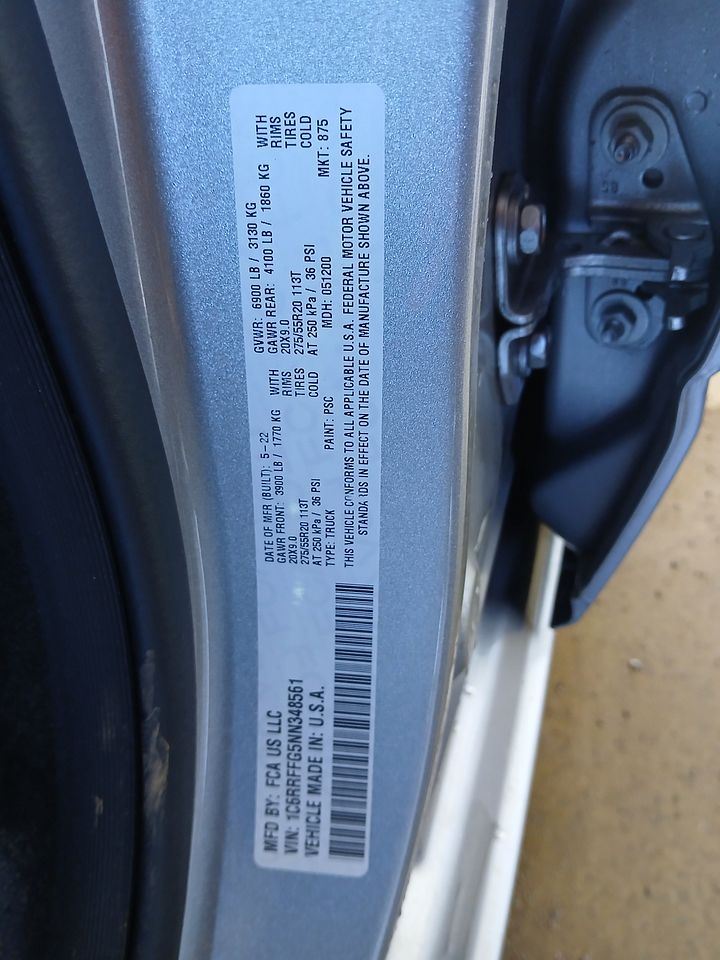 MFD BY: FCA US LLC
VIN: 1C6RRFFG5NN348561
VEHICLE MADE IN: U.S.A.
DATE OF MFR (BUILT): 5-22
GAWR FRONT: 3900 LB / 1770 KG WITH
20X9.0 RIMS
275/55R20 113T TIRES
AT 250 kPa / 36 PSI COLD
TYPE: TRUCK PAINT: PSC
GVWR: 6900 LB / 3130 KG
GAWR REAR: 4100 LB / 1860 KG WITH
20X9.0 RIMS
275/55R20 113T TIRES
AT 250 kPa / 36 PSI COLD
MDH: 051200 MKT: 875
THIS VEHICLE CONFORMS TO ALL APPLICABLE U.S.A. FEDERAL MOTOR VEHICLE SAFETY
STANDARDS IN EFFECT ON THE DATE OF MANUFACTURE SHOWN ABOVE.